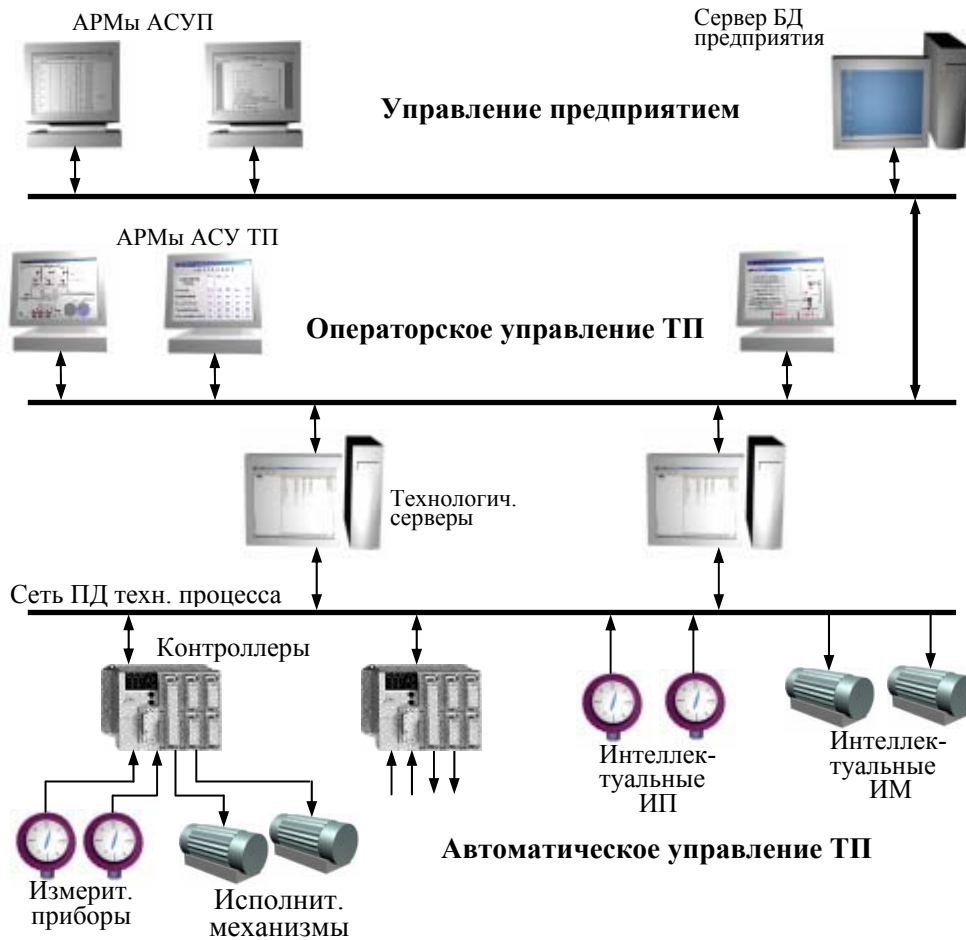 АРМы АСУП
Сервер БД
предприятия
Управление предприятием
АРМы АСУ ТП
Операторское управление ТП
Технологич.
серверы
Сеть ПД техн. процесса
Контроллеры
Интеллек-
туальные
ИП
Интеллек-
туальные
ИМ
Автоматическое управление ТП
Измерит.
приборы
Исполнит.
механизмы